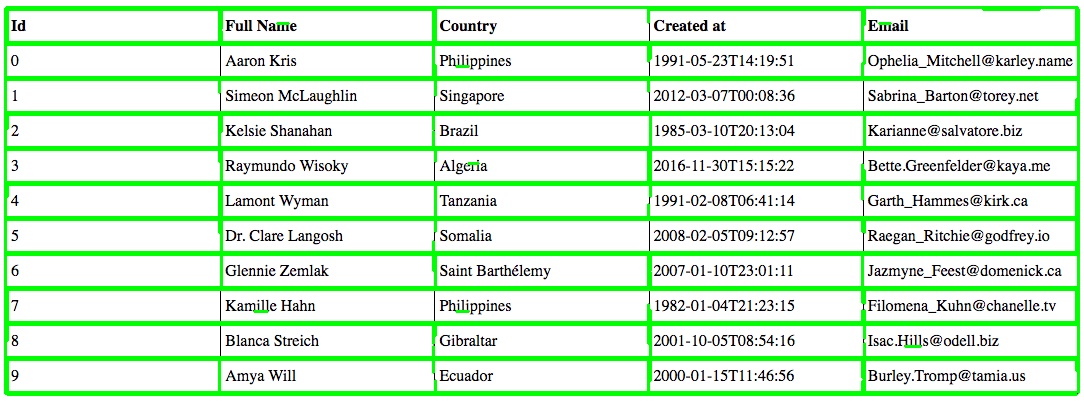 Id Full Name Country Created at Email
0 Aaron Kris Philippines 1991-05-23T14:19:51 Ophelia_Mitchell@karley.name
1 Simeon McLaughlin Singapore 2012-03-07T00:08:36 Sabrina_Barton@torey.net
2 Kelsie Shanahan Brazil 1985-03-10T20:13:04 Karianne@salvatore.biz
3 Raymundo Wisoky Algeria 2016-11-30T15:15:22 Bette.Greenfelder@kaya.me
4 Lamont Wyman Tanzania 1991-02-08T06:41:14 Garth_Hammes@kirk.ca
5 Dr. Clare Langosh Somalia 2008-02-05T09:12:57 Raegan_Ritchie@godfrey.io
6 Glennie Zemlak Saint Barthélemy 2007-01-10T23:01:11 Jazmyne_Feest@domenick.ca
7 Kamille Hahn Philippines 1982-01-04T21:23:15 Filomena_Kuhn@chanelle.tv
8 Blanca Streich Gibraltar 2001-10-05T08:54:16 Isac.Hills@odell.biz
9 Amya Will Ecuador 2000-01-15T11:46:56 Burley.Tromp@tamia.us